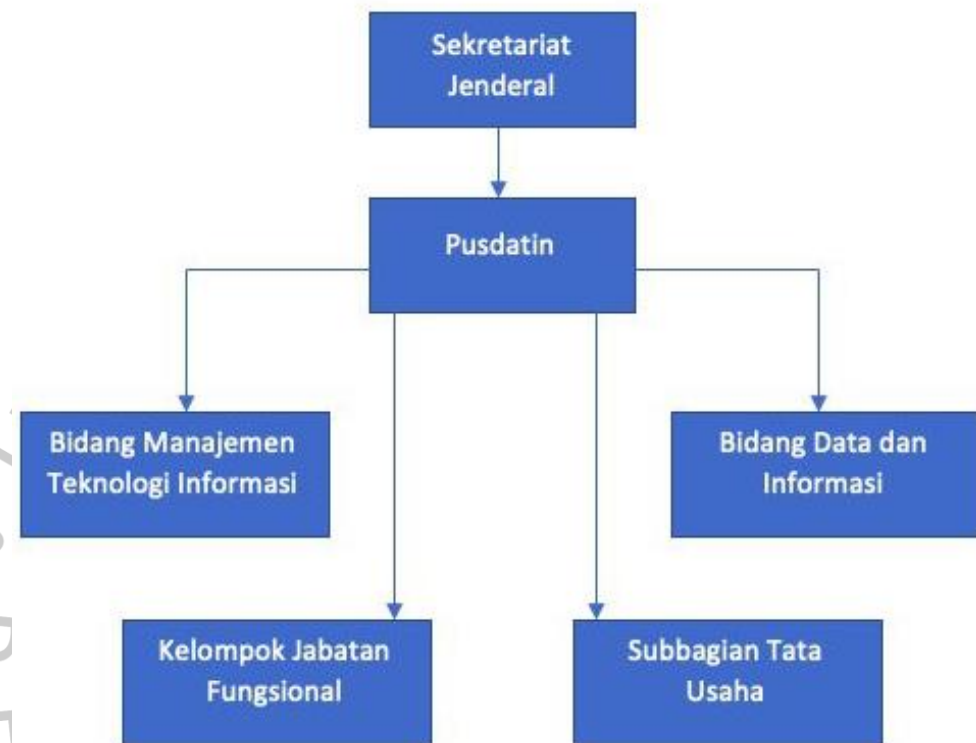 Sekretariat
Jenderal
Pusdatin
Bidang Manajemen
Teknologi Informasi
Bidang Data dan
Informasi
Kelompok Jabatan
Fungsional
Subbagian Tata
Usaha